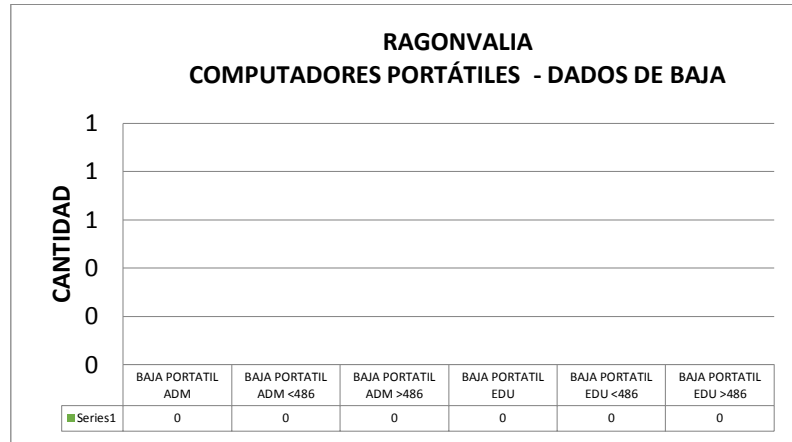 RAGONVALIA
COMPUTADORES PORTÁTILES - DADOS DE BAJA
CANTIDAD
1
1
1
0
0
0
BAJA PORTATIL ADM
BAJA PORTATIL ADM <486
BAJA PORTATIL ADM >486
BAJA PORTATIL EDU
BAJA PORTATIL EDU <486
BAJA PORTATIL EDU >486
Series1 0 0 0 0 0 0